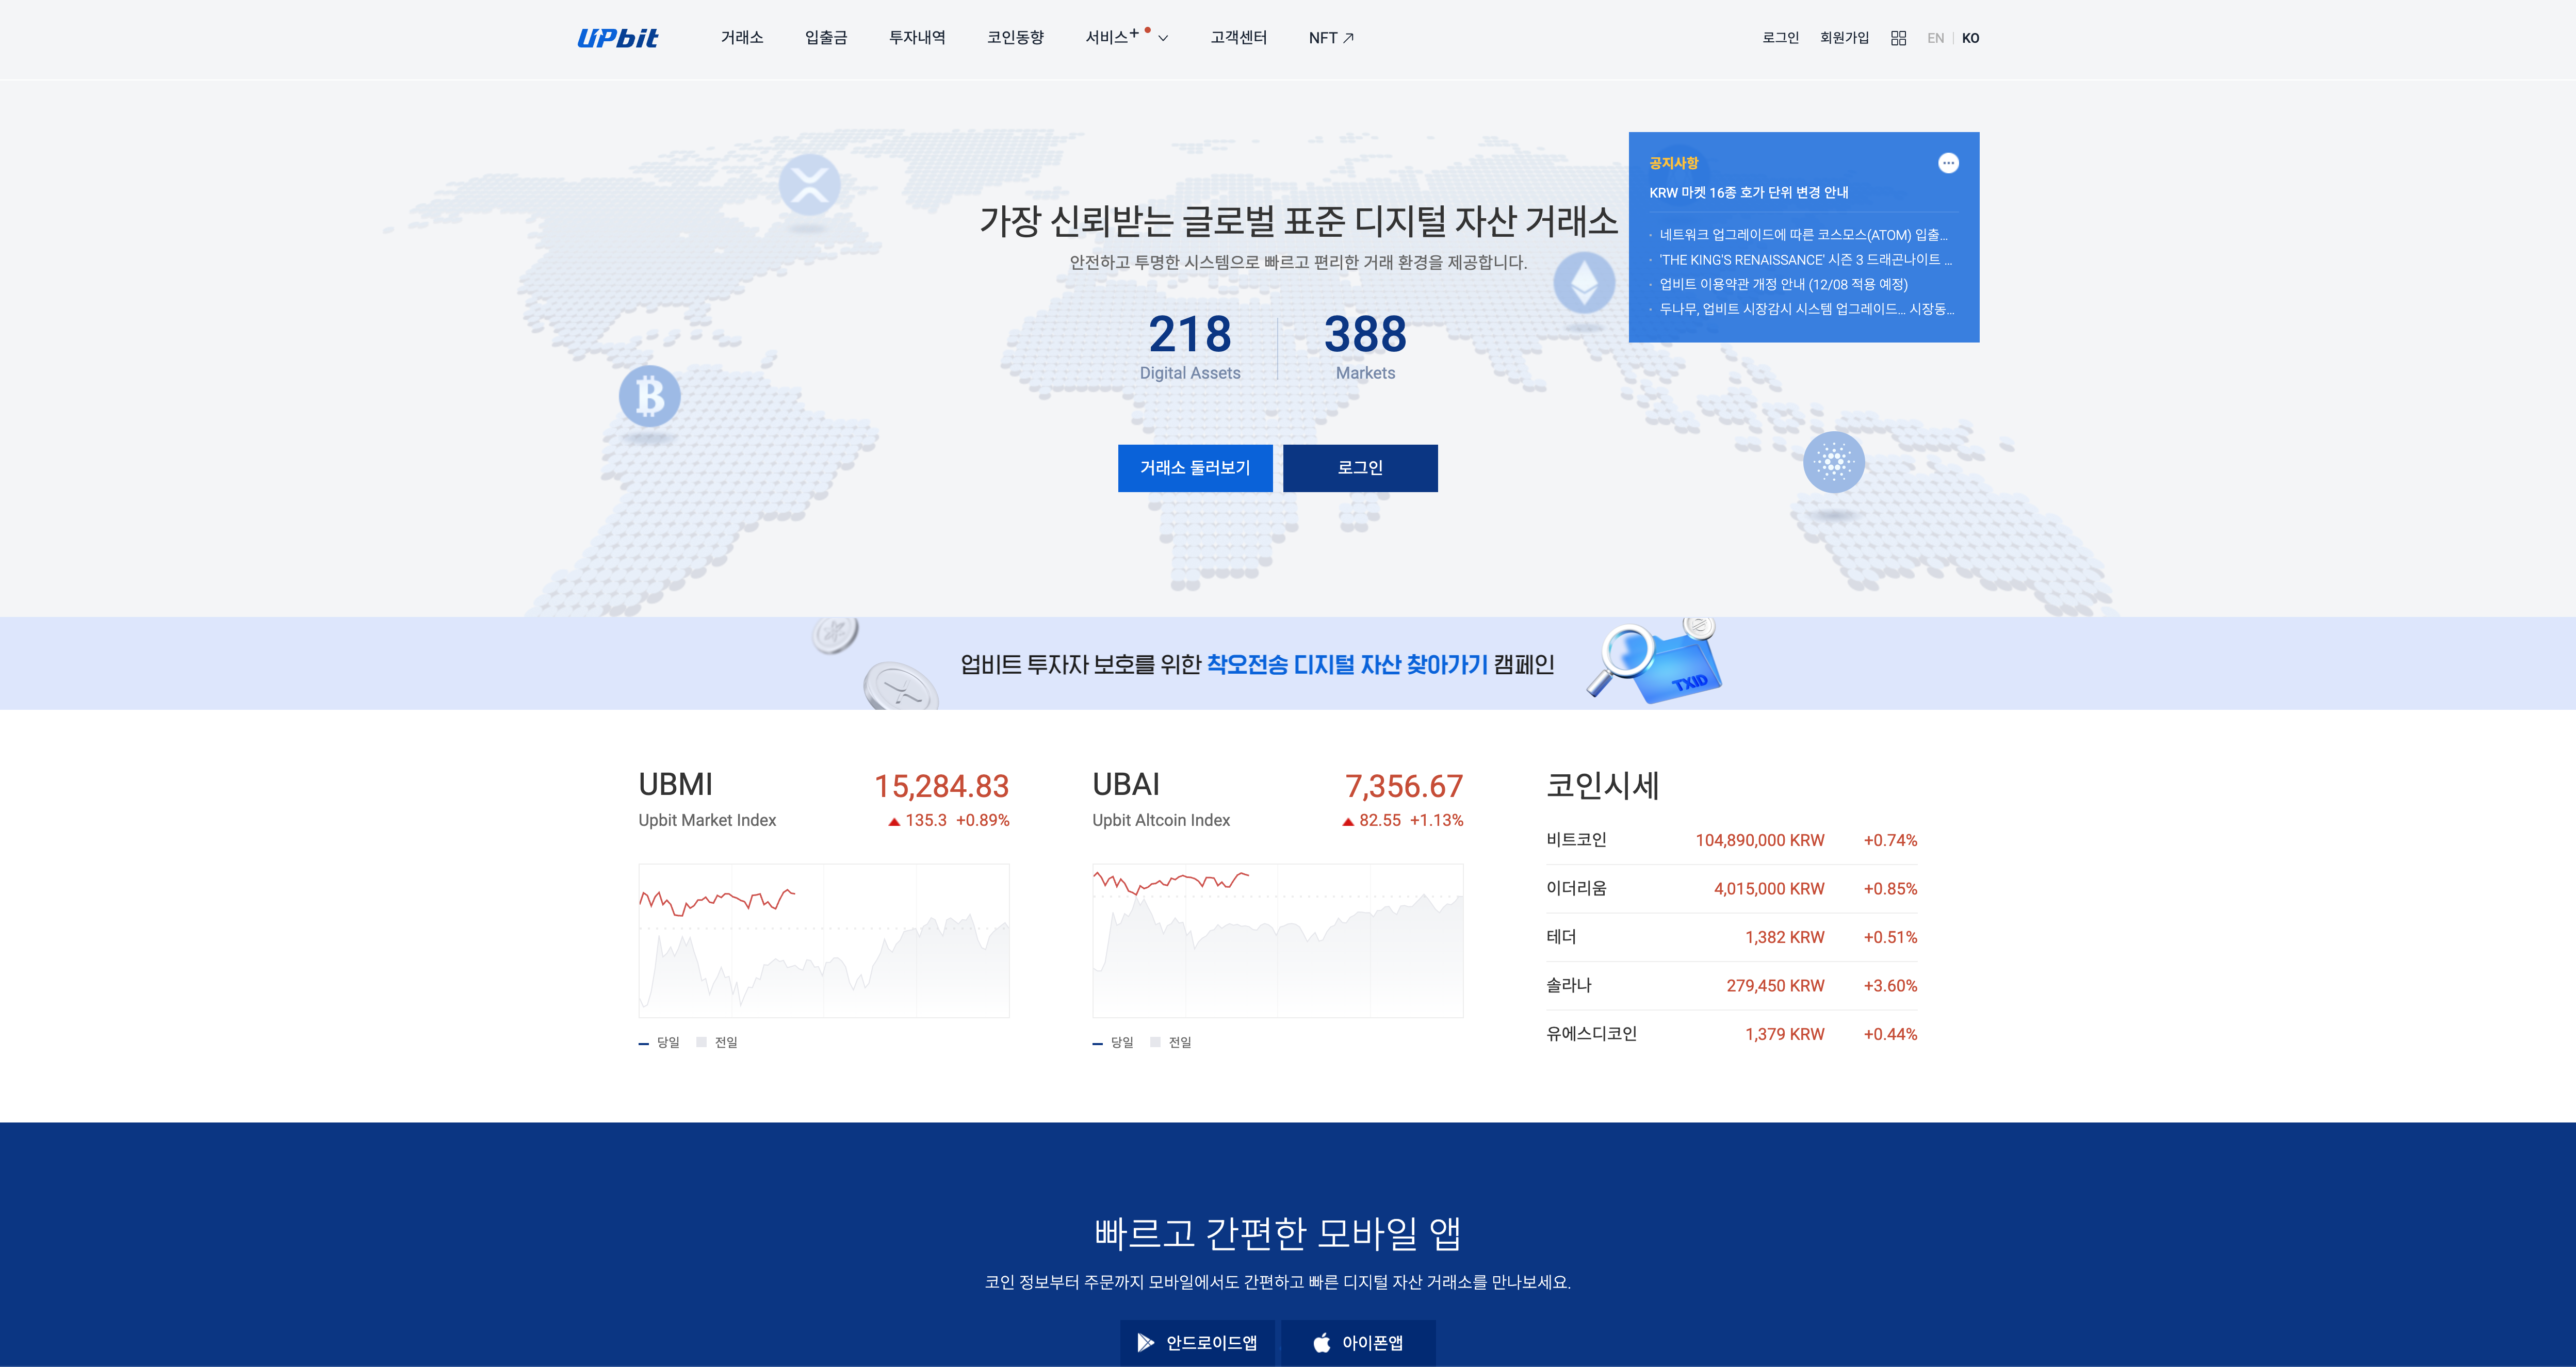 UPbit
거래소 입출금 투자내역 코인동향 서비스+ 고객센터 NFT
로그인 회원가입 EN KO
가장 신뢰받는 글로벌 표준 디지털 자산 거래소
안전하고 투명한 시스템으로 빠르고 편리한 거래 환경을 제공합니다.
218 388
Digital Assets Markets
거래소 둘러보기 로그인
공지사항
KRW 마켓 16종 호가 단위 변경 안내
· 네트워크 업그레이드에 따른 코스모스(ATOM) 입출...
· 'THE KING'S RENAISSANCE' 시즌 3 드래곤나이트 ...
· 업비트 이용약관 개정 안내 (12/08 적용 예정)
· 두나무, 업비트 시장감시 시스템 업그레이드... 시장동...
업비트 투자자 보호를 위한 착오전송 디지털 자산 찾아가기 캠페인
TXID
UBMI 15,284.83
Upbit Market Index ▲ 135.3 +0.89%
당일 전일
UBAI 7,356.67
Upbit Altcoin Index ▲ 82.55 +1.13%
당일 전일
코인시세
비트코인 104,890,000 KRW +0.74%
이더리움 4,015,000 KRW +0.85%
테더 1,382 KRW +0.51%
솔라나 279,450 KRW +3.60%
유에스디코인 1,379 KRW +0.44%
빠르고 간편한 모바일 앱
코인 정보부터 주문까지 모바일에서도 간편하고 빠른 디지털 자산 거래소를 만나보세요.
안드로이드앱 아이폰앱